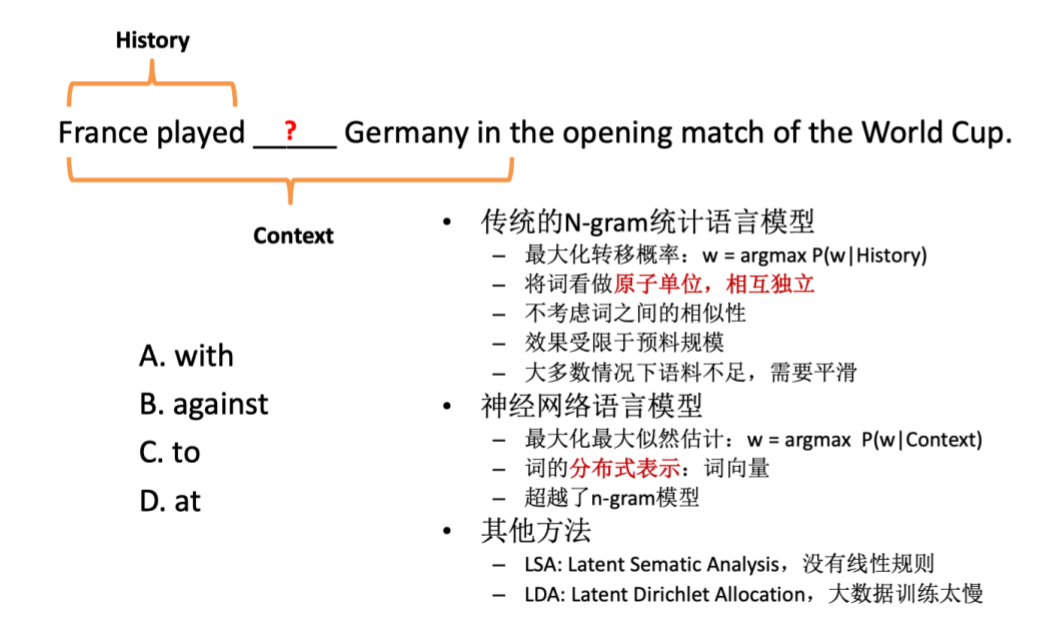 History
France played ? Germany in the opening match of the World Cup.
Context
A. with
B. against
C. to
D. at
• 传统的N-gram统计语言模型
– 最大化转移概率：w = argmax P(w|History)
– 将词看做原子单位，相互独立
– 不考虑词之间的相似性
– 效果受限于预料规模
– 大多数情况下语料不足，需要平滑
• 神经网络语言模型
– 最大化最大似然估计：w = argmax P(w|Context)
– 词的分布式表示：词向量
– 超越了n-gram模型
• 其他方法
– LSA: Latent Sematic Analysis，没有线性规则
– LDA: Latent Dirichlet Allocation，大数据训练太慢